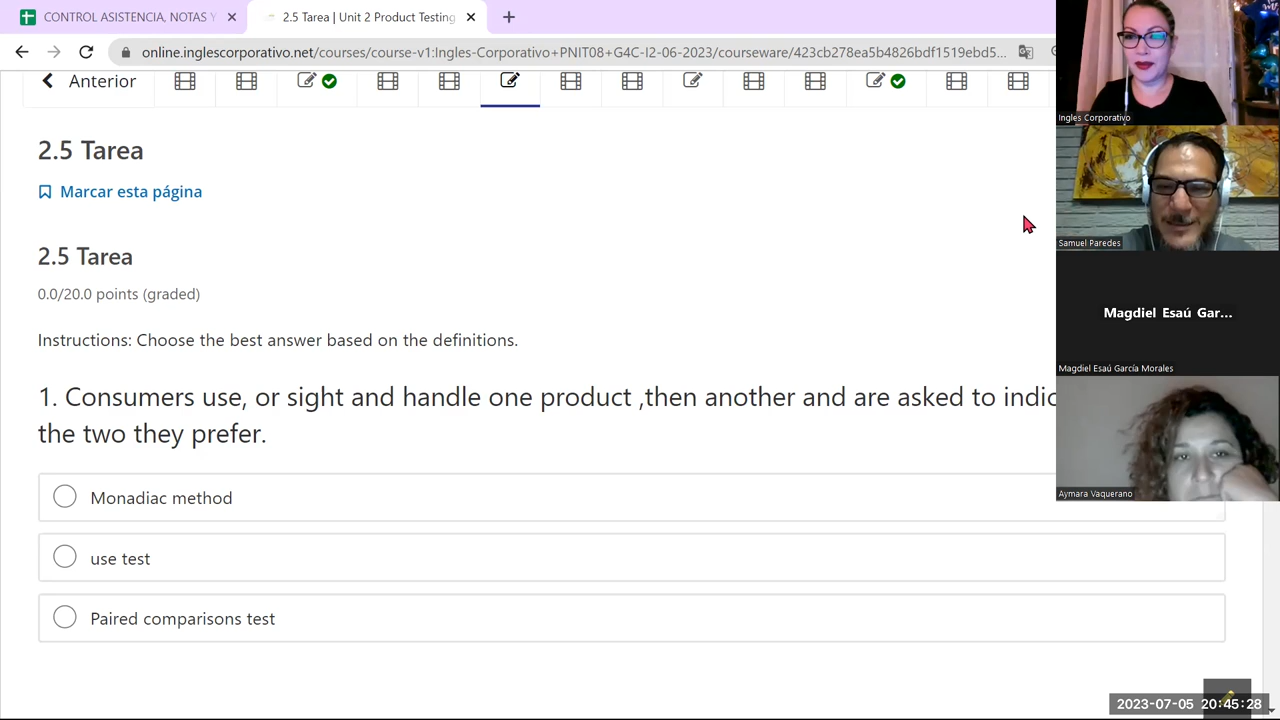 CONTROL ASISTENCIA, NOTAS Y
2.5 Tarea | Unit 2 Product Testing
online.inglescorporativo.net/courses/course-v1:Ingles-Corporativo+PNIT08+G4C-I2-06-2023/courseware/423cb278ea5b4826bdf1519ebd5...
Anterior
2.5 Tarea
Marcar esta página
2.5 Tarea
0.0/20.0 points (graded)
Instructions: Choose the best answer based on the definitions.
1. Consumers use, or sight and handle one product ,then another and are asked to indic
the two they prefer.
Monadiac method
use test
Paired comparisons test
Ingles Corporativo
Samuel Paredes
Magdiel Esaú Gar...
Magdiel Esaú García Morales
Aymara Vaquerano
2023-07-05 20:45:28